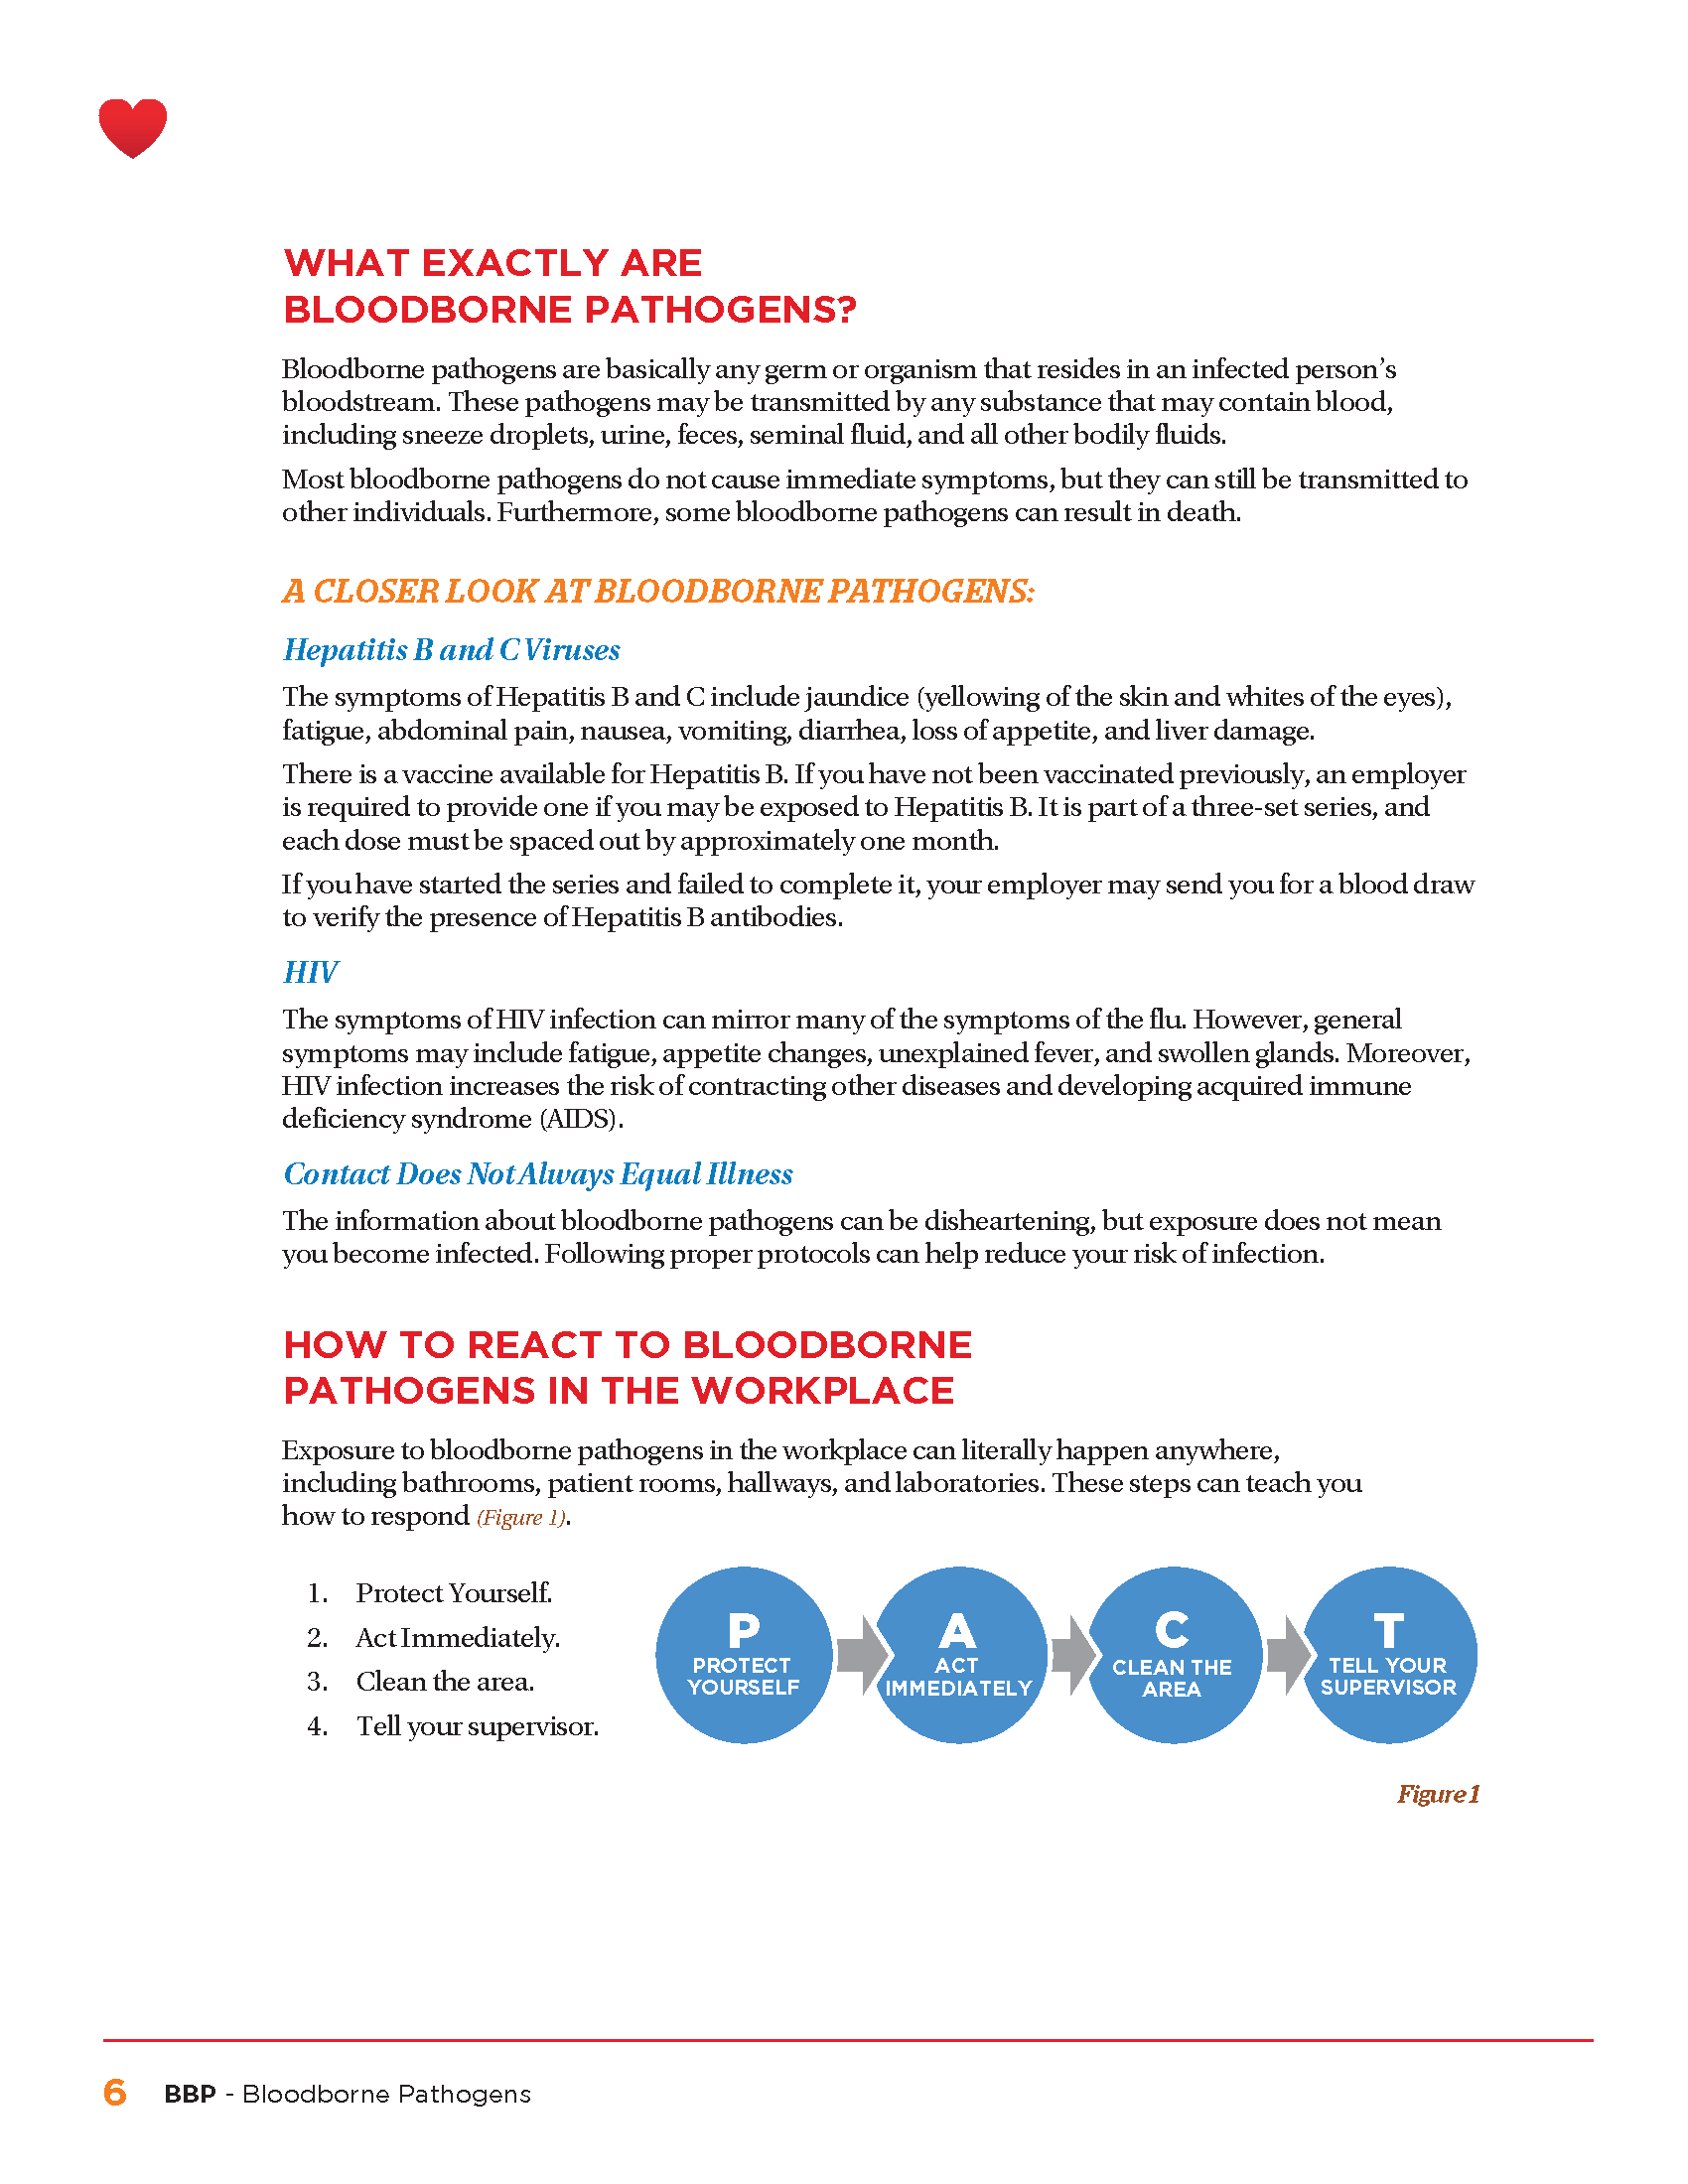 WHAT EXACTLY ARE
BLOODBORNE PATHOGENS?
Bloodborne pathogens are basically any germ or organism that resides in an infected person’s
bloodstream. These pathogens may be transmitted by any substance that may contain blood,
including sneeze droplets, urine, feces, seminal fluid, and all other bodily fluids.
Most bloodborne pathogens do not cause immediate symptoms, but they can still be transmitted to
other individuals. Furthermore, some bloodborne pathogens can result in death.
A CLOSER LOOK AT BLOODBORNE PATHOGENS:
Hepatitis B and C Viruses
The symptoms of Hepatitis B and C include jaundice (yellowing of the skin and whites of the eyes),
fatigue, abdominal pain, nausea, vomiting, diarrhea, loss of appetite, and liver damage.
There is a vaccine available for Hepatitis B. If you have not been vaccinated previously, an employer
is required to provide one if you may be exposed to Hepatitis B. It is part of a three-set series, and
each dose must be spaced out by approximately one month.
If you have started the series and failed to complete it, your employer may send you for a blood draw
to verify the presence of Hepatitis B antibodies.
HIV
The symptoms of HIV infection can mirror many of the symptoms of the flu. However, general
symptoms may include fatigue, appetite changes, unexplained fever, and swollen glands. Moreover,
HIV infection increases the risk of contracting other diseases and developing acquired immune
deficiency syndrome (AIDS).
Contact Does Not Always Equal Illness
The information about bloodborne pathogens can be disheartening, but exposure does not mean
you become infected. Following proper protocols can help reduce your risk of infection.
HOW TO REACT TO BLOODBORNE
PATHOGENS IN THE WORKPLACE
Exposure to bloodborne pathogens in the workplace can literally happen anywhere,
including bathrooms, patient rooms, hallways, and laboratories. These steps can teach you
how to respond (Figure 1).
1. Protect Yourself.
2. Act Immediately.
3. Clean the area.
4. Tell your supervisor.
P
PROTECT
YOURSELF
A
ACT
IMMEDIATELY
C
CLEAN THE
AREA
T
TELL YOUR
SUPERVISOR
Figure 1
6 BBP - Bloodborne Pathogens